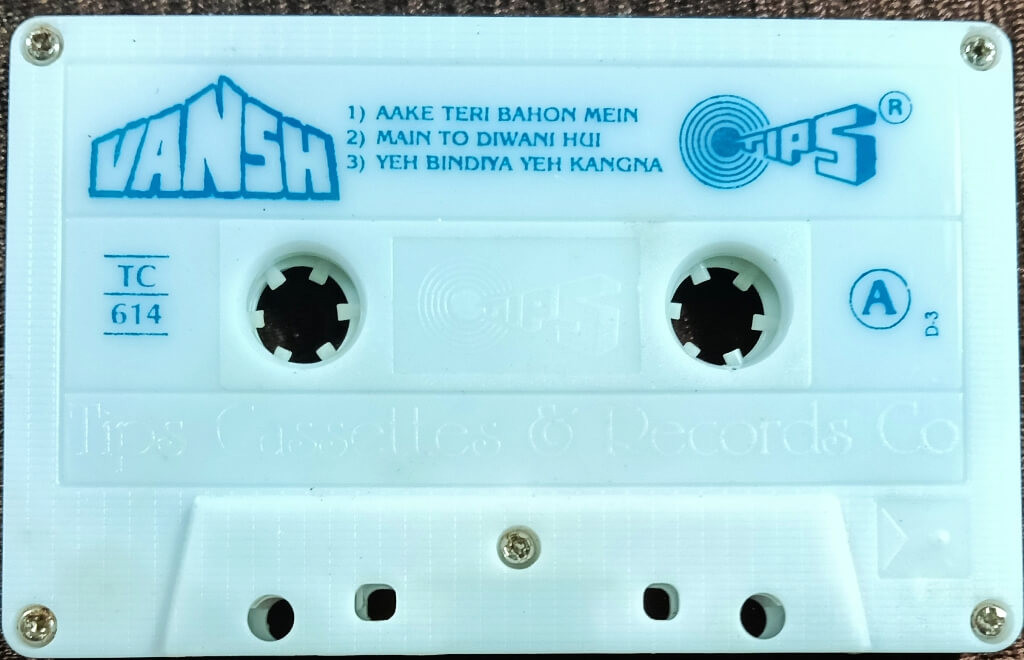 VANSH
1) AAKE TERI BAHON MEIN
2) MAIN TO DIWANI HUI
3) YEH BINDIYA YEH KANGNA
TIPS ®
TC
614
TIPS
A
D-3
Tips Cassettes & Records Co